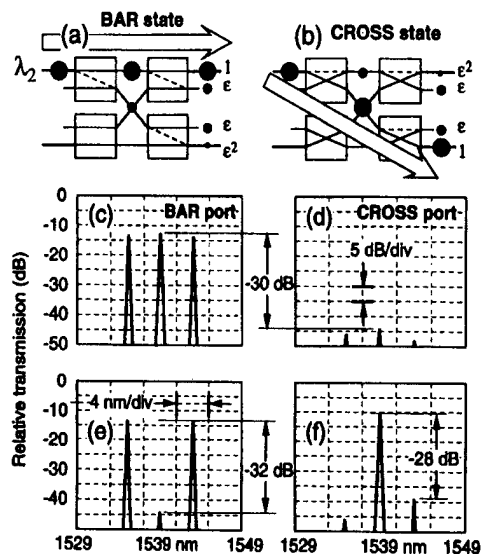 BAR state
(a)
(b)
CROSS state
λ2
1
ε
ε
ε²
ε²
ε
ε
1
0
-10
-20
-30
-40
-50
(c)
BAR port
-30 dB
(d)
CROSS port
5 dB/div
Relative transmission (dB)
0
-10
-20
-30
-40
4 nm/div
(e)
-32 dB
(f)
-28 dB
1529
1539 nm
1549
1529
1539 nm
1549